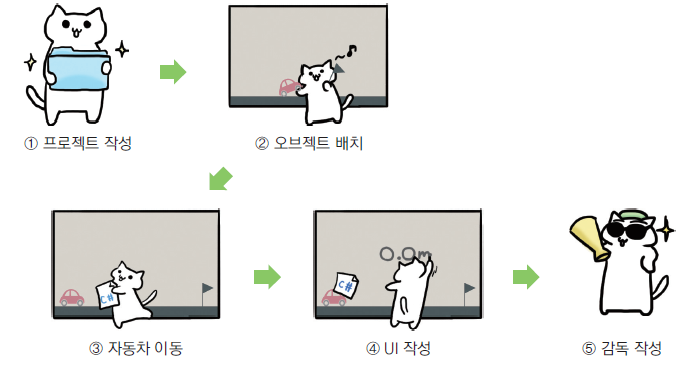 ① 프로젝트 작성
② 오브젝트 배치
C#
③ 자동차 이동
0.0m
C#
④ UI 작성
⑤ 감독 작성